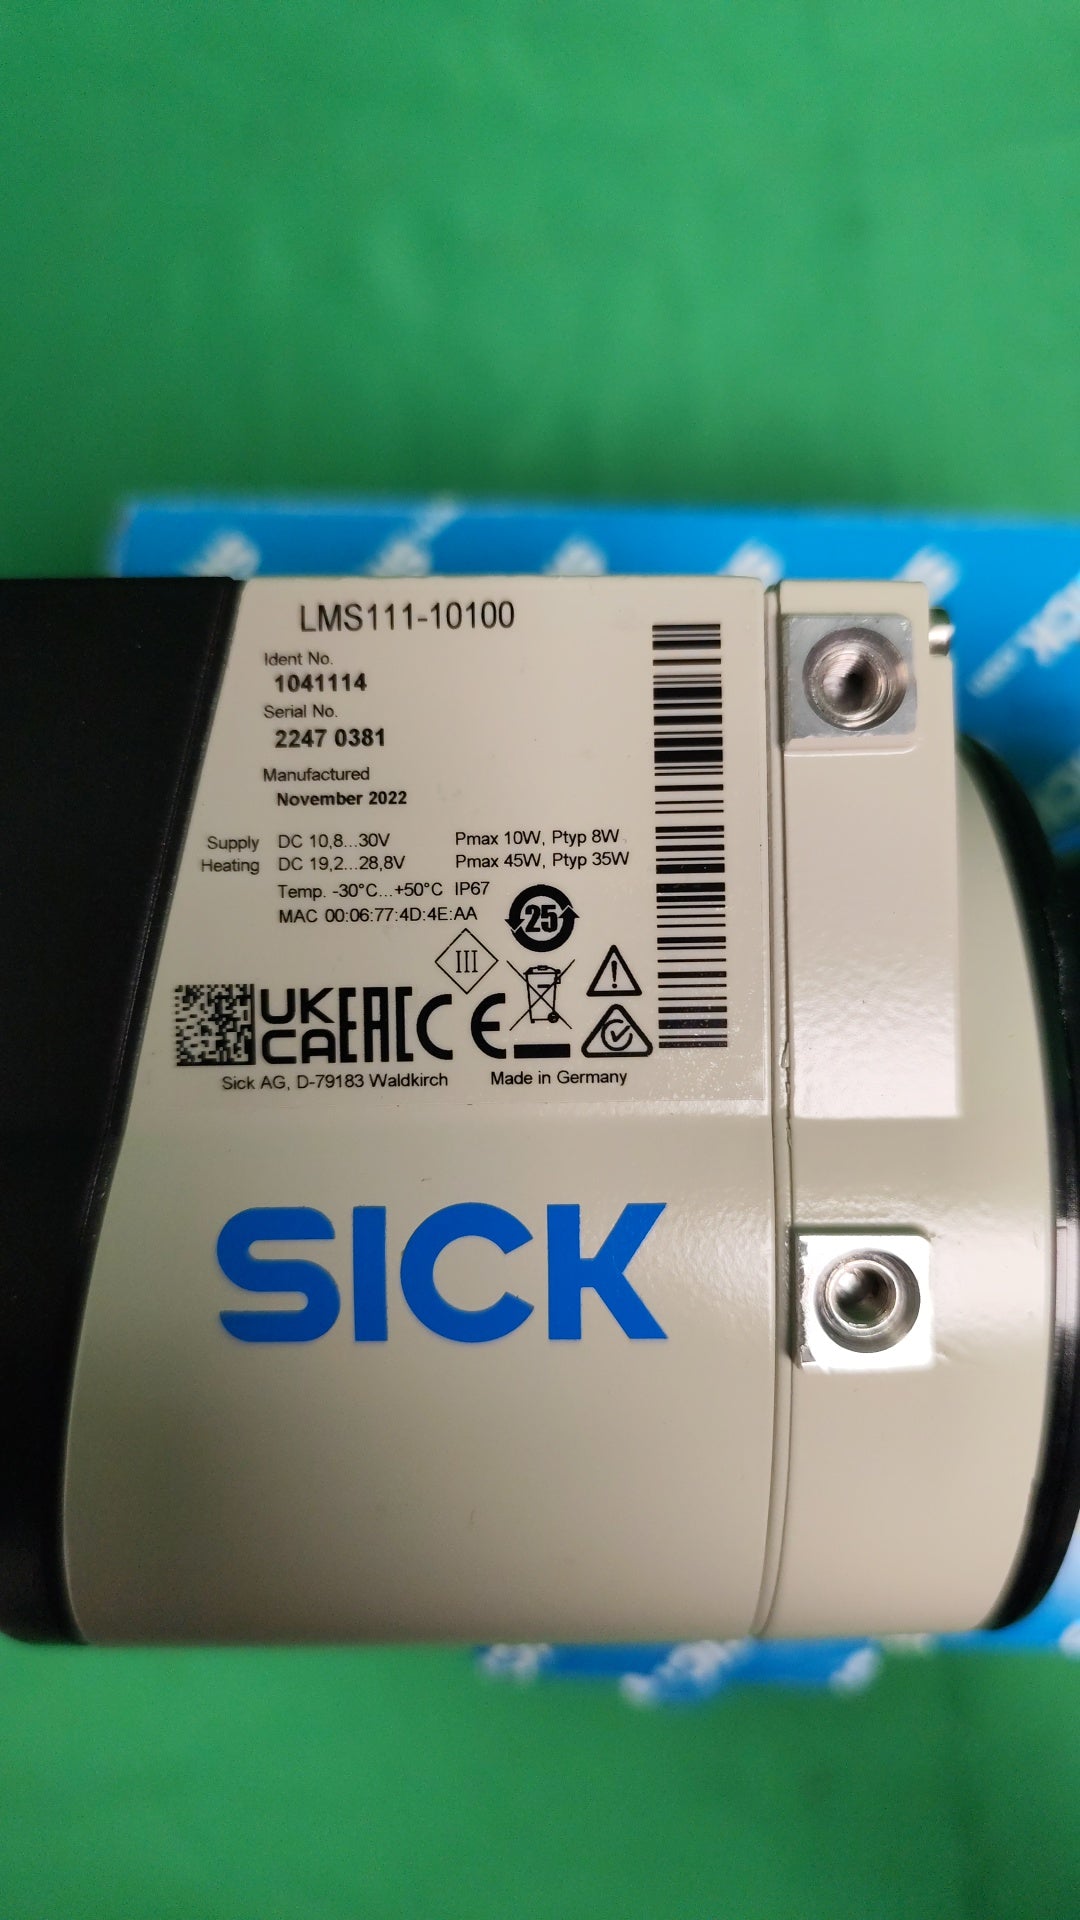 LMS111-10100
Ident No.
1041114
Serial No.
2247 0381
Manufactured
November 2022
Supply DC 10,8...30V Pmax 10W, Ptyp 8W
Heating DC 19,2...28,8V Pmax 45W, Ptyp 35W
Temp. -30°C...+50°C IP67
MAC 00:06:77:4D:4E:AA
25
III
UK
CA EAC CE
Sick AG, D-79183 Waldkirch Made in Germany
SICK